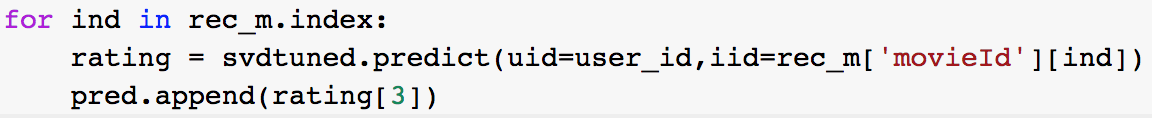 for ind in rec_m.index:
    rating = svdtuned.predict(uid=user_id,iid=rec_m['movieId'][ind])
    pred.append(rating[3])